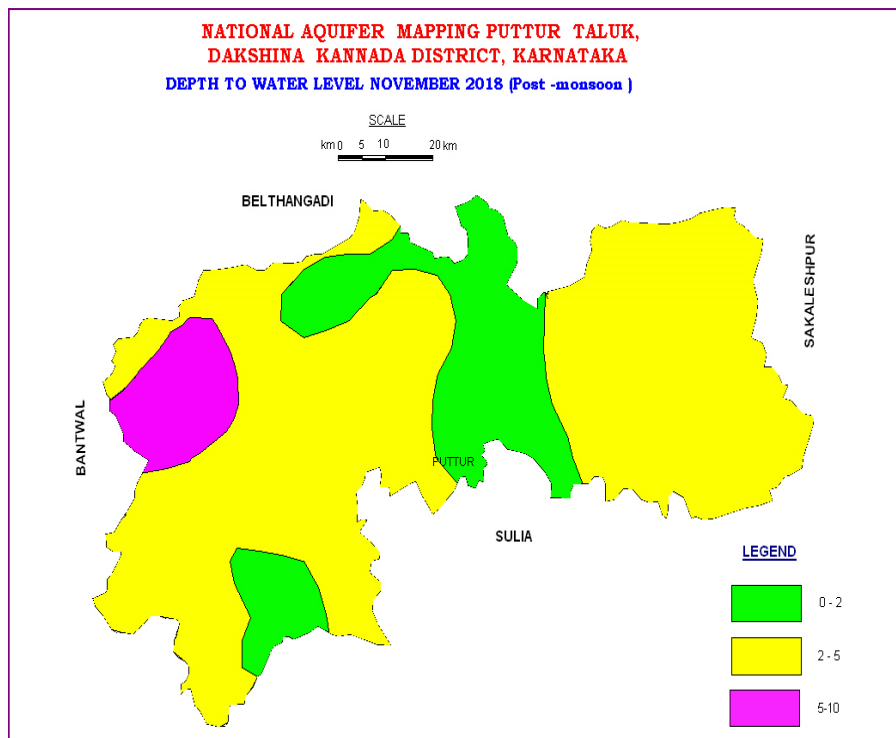 NATIONAL AQUIFER MAPPING PUTTUR TALUK,
DAKSHINA KANNADA DISTRICT, KARNATAKA
DEPTH TO WATER LEVEL NOVEMBER 2018 (Post -monsoon )
SCALE
km 0 5 10 20 km
BELTHANGADI
SAKALESHPUR
BANTWAL
PUTTUR
SULIA
LEGEND
0 - 2
2 - 5
5-10